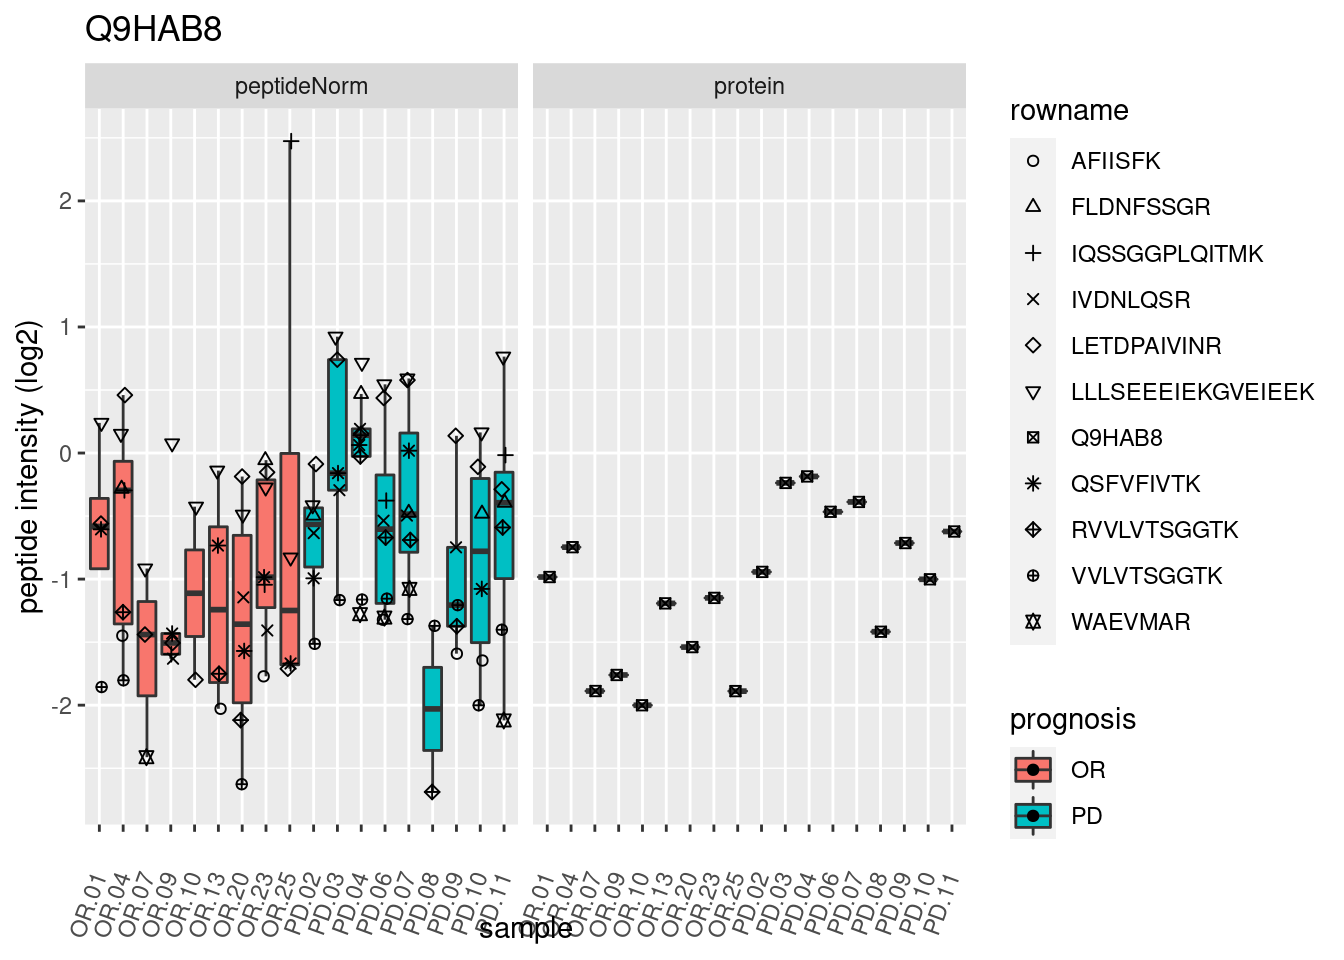 Q9HAB8
peptideNorm
protein
peptide intensity (log2)
2
1
0
-1
-2
OR.01
OR.04
OR.07
OR.09
OR.10
OR.13
OR.20
OR.23
OR.25
PD.02
PD.03
PD.04
PD.06
PD.07
PD.08
PD.09
PD.10
PD.11
OR.01
OR.04
OR.07
OR.09
OR.10
OR.13
OR.20
OR.23
OR.25
PD.02
PD.03
PD.04
PD.06
PD.07
PD.08
PD.09
PD.10
PD.11
sample
rowname
AFIISFK
FLDNFSSGR
IQSSGGPLQITMK
IVDNLQSR
LETDPAIVINR
LLLSEEEIEKGVEIEEK
Q9HAB8
QSFVFIVTK
RVVLVTSGGTK
VVLVTSGGTK
WAEVMAR
prognosis
OR
PD